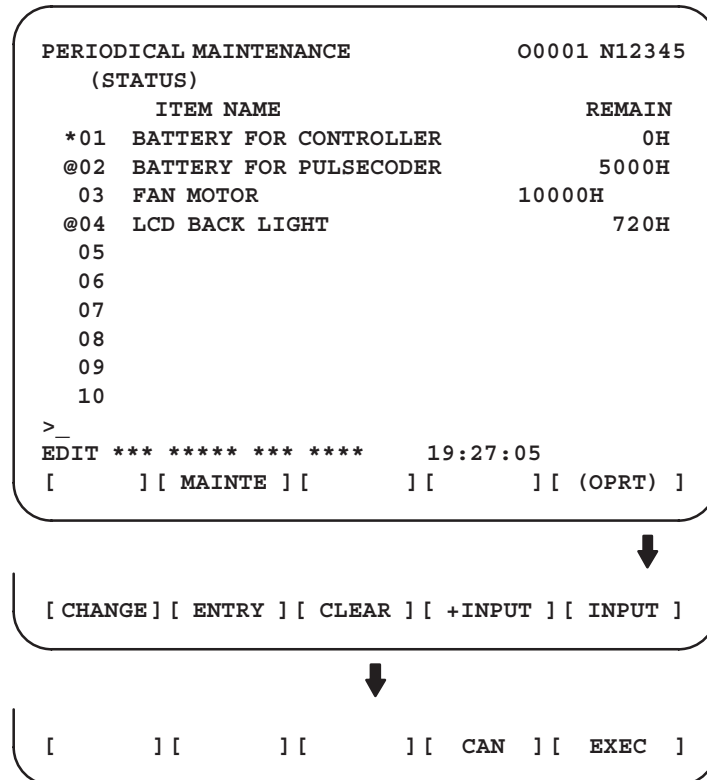 PERIODICAL MAINTENANCE O0001 N12345
(STATUS)
ITEM NAME REMAIN
*01 BATTERY FOR CONTROLLER 0H
@02 BATTERY FOR PULSECODER 5000H
03 FAN MOTOR 10000H
@04 LCD BACK LIGHT 720H
05
06
07
08
09
10
>_
EDIT *** ***** *** **** 19:27:05
[ ] [ MAINTE ] [ ] [ ] [ (OPRT) ]
[ CHANGE ] [ ENTRY ] [ CLEAR ] [ +INPUT ] [ INPUT ]
[ ] [ ] [ ] [ CAN ] [ EXEC ]